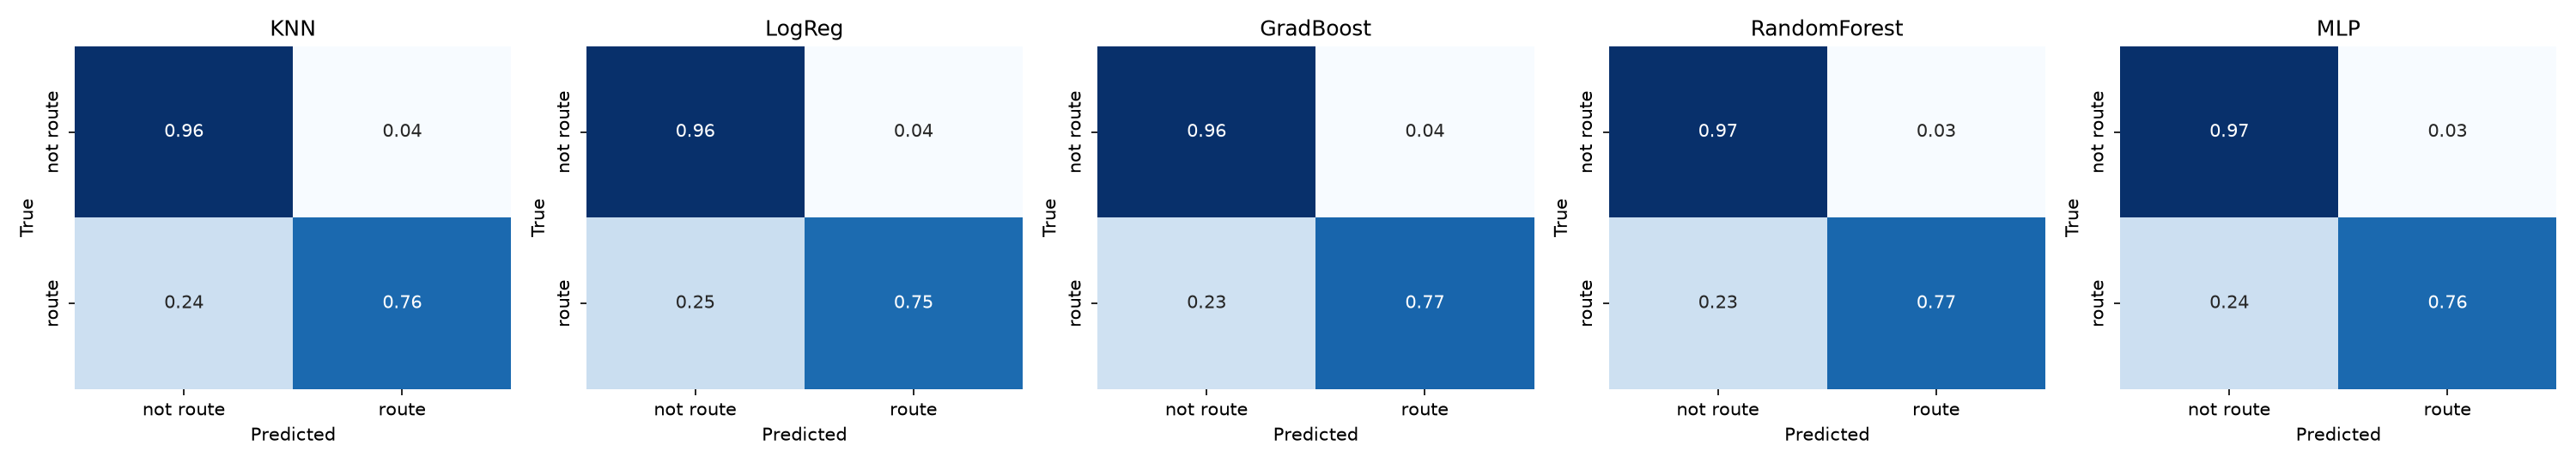 KNN
not route
0.96
0.04
True
route
0.24
0.76
not route
route
Predicted
LogReg
not route
0.96
0.04
True
route
0.25
0.75
not route
route
Predicted
GradBoost
not route
0.96
0.04
True
route
0.23
0.77
not route
route
Predicted
RandomForest
not route
0.97
0.03
True
route
0.23
0.77
not route
route
Predicted
MLP
not route
0.97
0.03
True
route
0.24
0.76
not route
route
Predicted